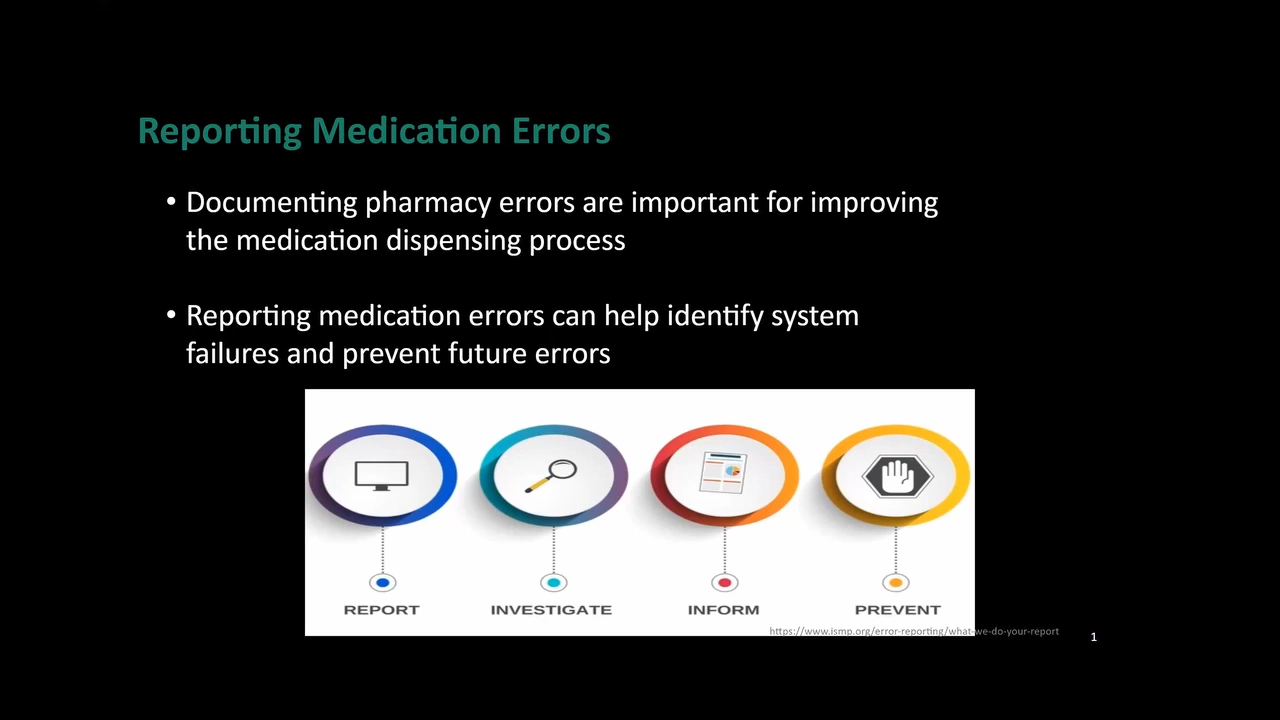 Reporting Medication Errors
• Documenting pharmacy errors are important for improving
the medication dispensing process
• Reporting medication errors can help identify system
failures and prevent future errors
REPORT INVESTIGATE INFORM PREVENT
https://www.ismp.org/error-reporting/what-we-do-your-report
1